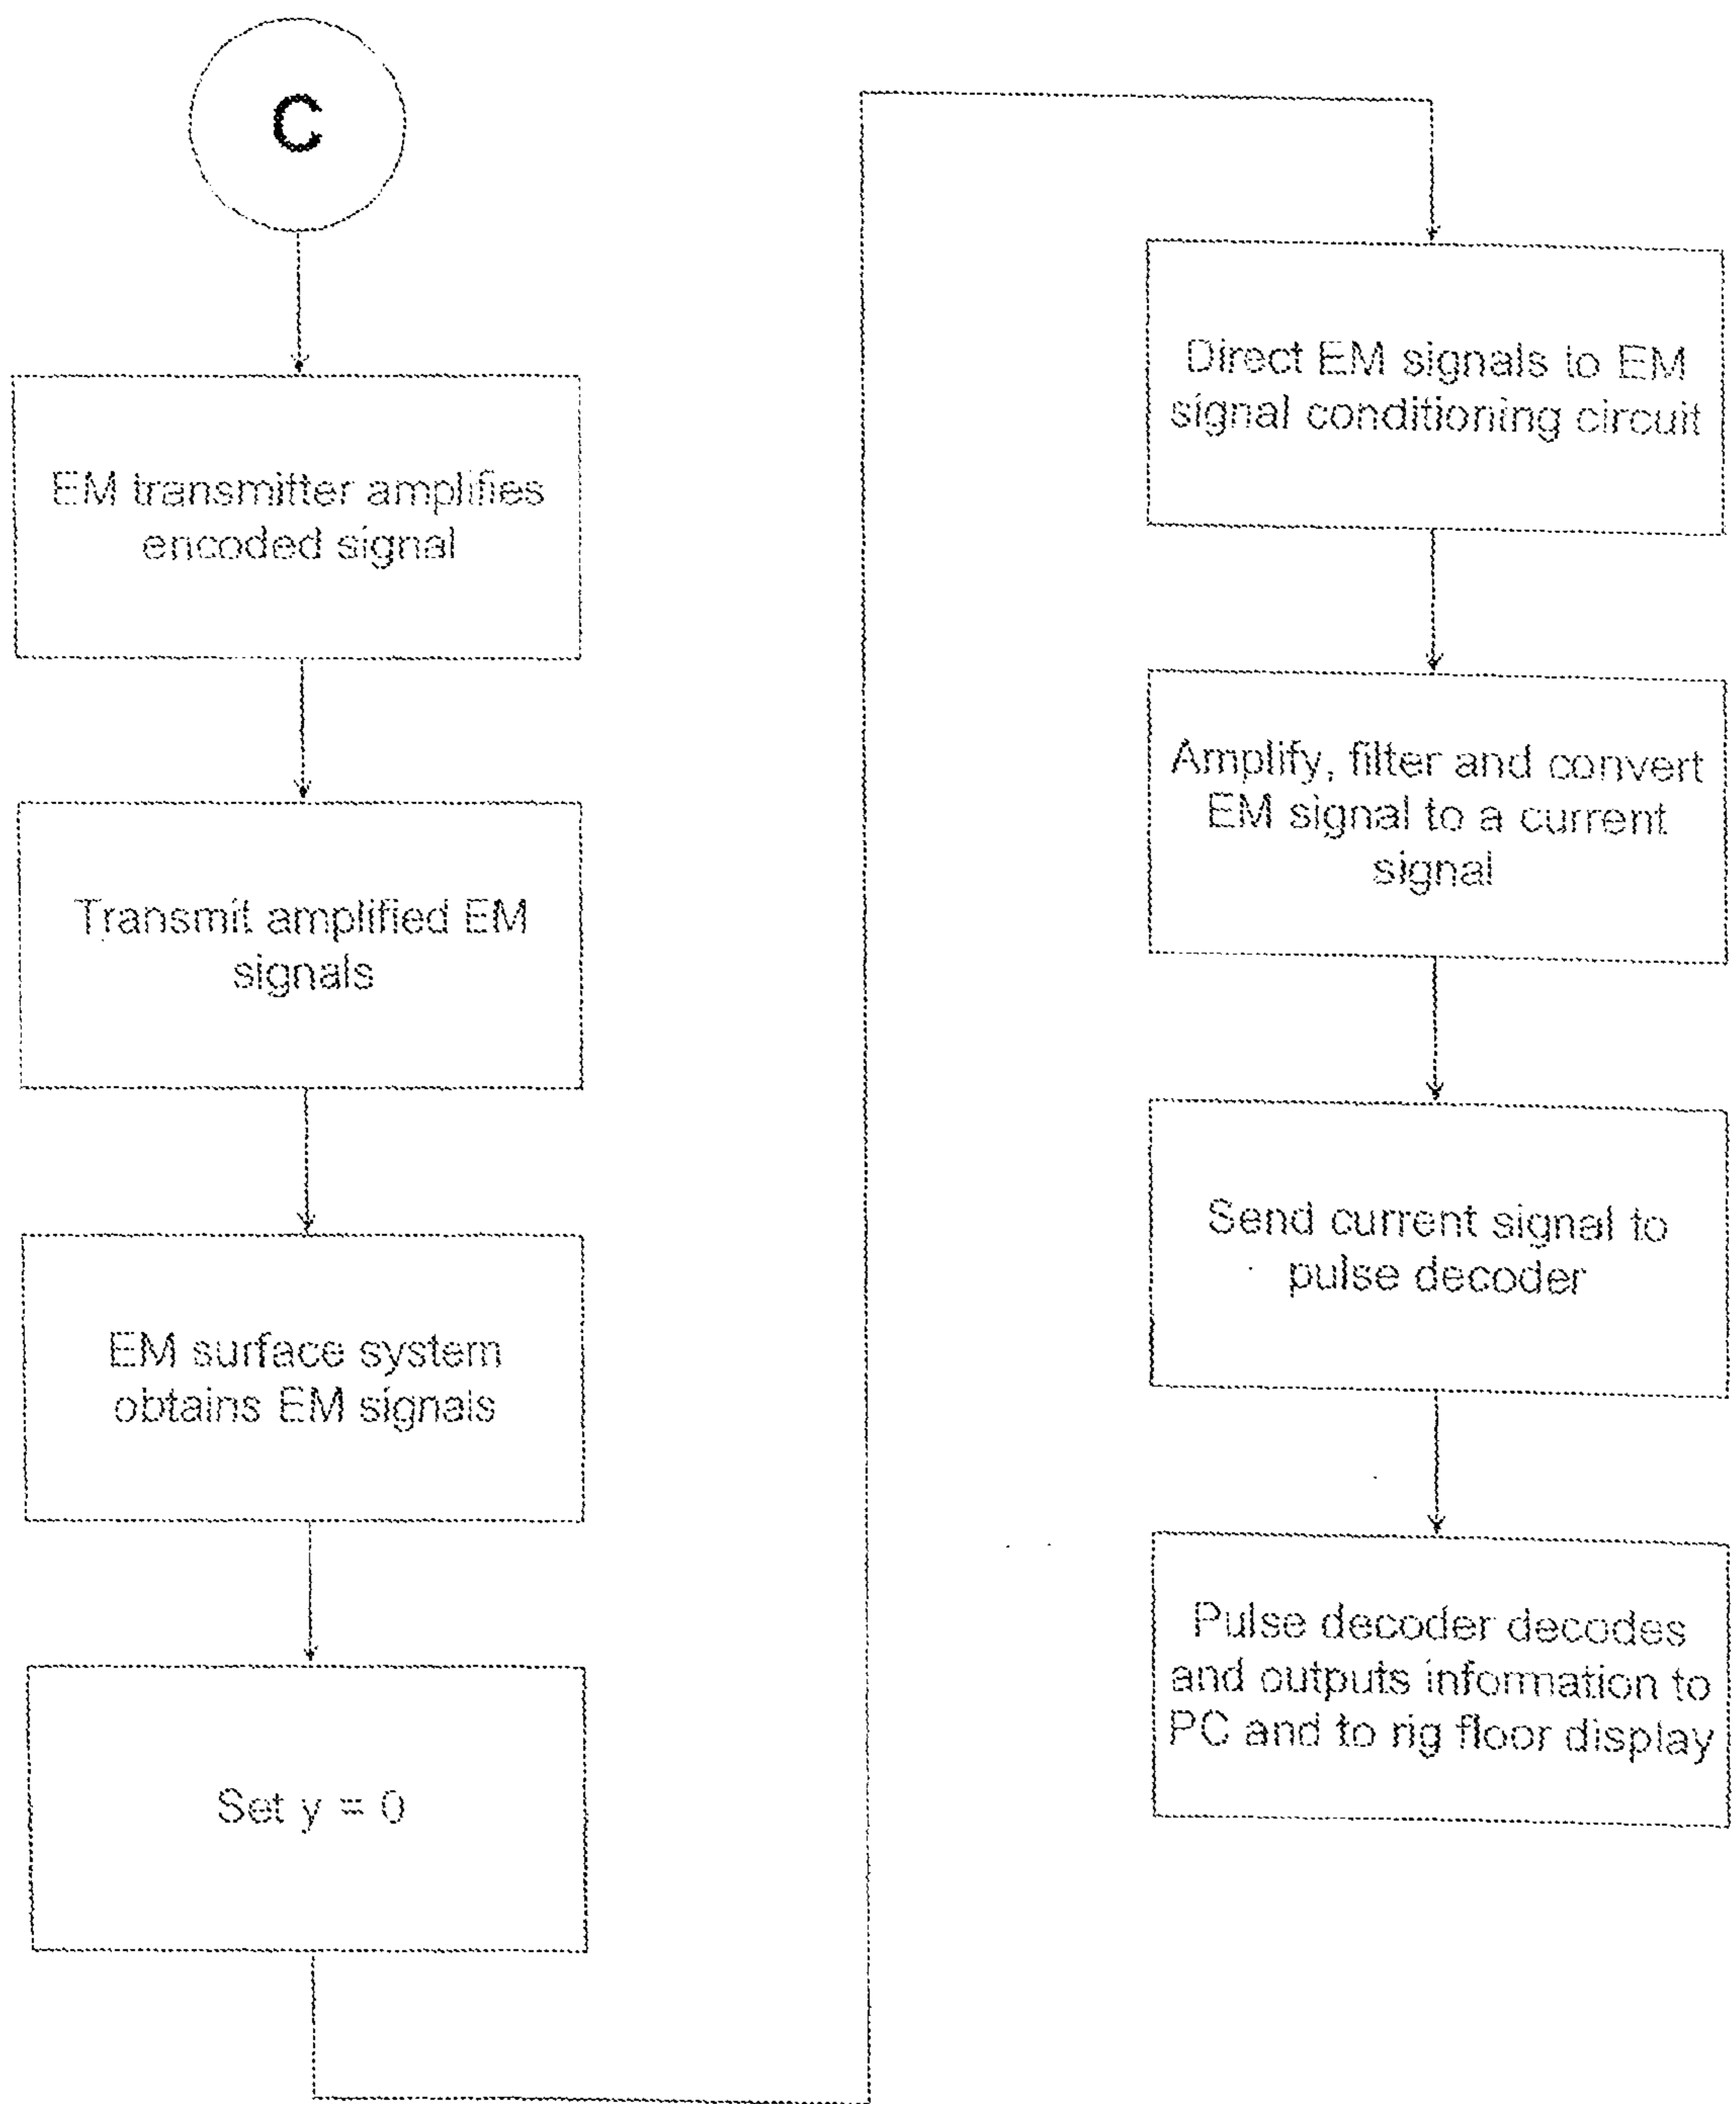 C
EM transmitter amplifies
encoded signal
Transmit amplified EM
signals
EM surface system
obtains EM signals
Set y = 0
Direct EM signals to EM
signal conditioning circuit
Amplify, filter and convert
EM signal to a current
signal
Send current signal to
pulse decoder
Pulse decoder decodes
and outputs information to
PC and to rig floor display